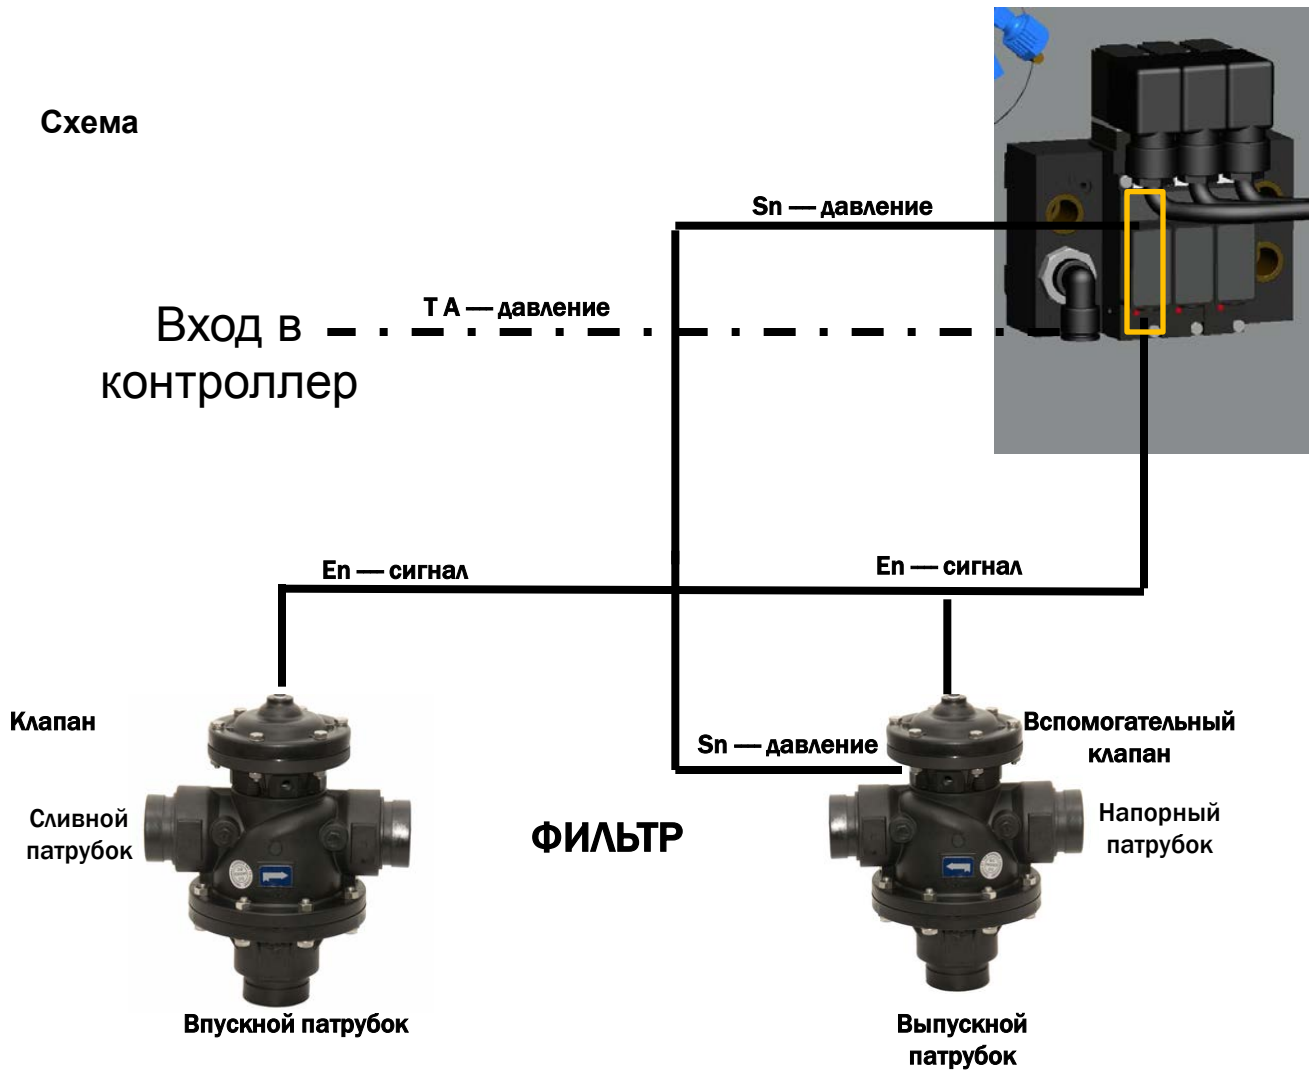 Схема
Sn — давление
T A — давление
Вход в
контроллер
En — сигнал
En — сигнал
Клапан
Вспомогательный
клапан
Sn — давление
Сливной
патрубок
ФИЛЬТР
Напорный
патрубок
Впускной патрубок
Выпускной
патрубок